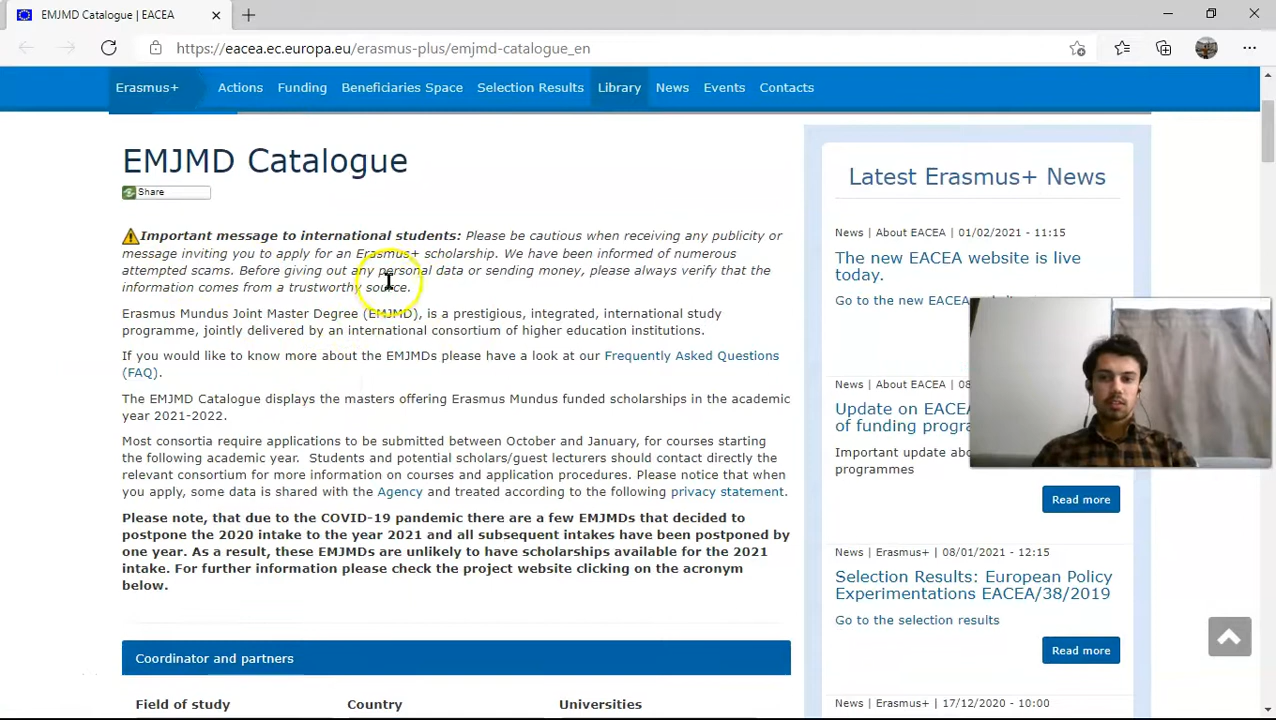 EMJMD Catalogue | EACEA
https://eacea.ec.europa.eu/erasmus-plus/emjmd-catalogue_en
Erasmus+ Actions Funding Beneficiaries Space Selection Results Library News Events Contacts
EMJMD Catalogue
Share
Important message to international students: Please be cautious when receiving any publicity or
message inviting you to apply for an Erasmus+ scholarship. We have been informed of numerous
attempted scams. Before giving out any personal data or sending money, please always verify that the
information comes from a trustworthy source.
Erasmus Mundus Joint Master Degree (EMJMD), is a prestigious, integrated, international study
programme, jointly delivered by an international consortium of higher education institutions.
If you would like to know more about the EMJMDs please have a look at our Frequently Asked Questions
(FAQ).
The EMJMD Catalogue displays the masters offering Erasmus Mundus funded scholarships in the academic
year 2021-2022.
Most consortia require applications to be submitted between October and January, for courses starting
the following academic year. Students and potential scholars/guest lecturers should contact directly the
relevant consortium for more information on courses and application procedures. Please notice that when
you apply, some data is shared with the Agency and treated according to the following privacy statement.
Please note, that due to the COVID-19 pandemic there are a few EMJMDs that decided to
postpone the 2020 intake to the year 2021 and all subsequent intakes have been postponed by
one year. As a result, these EMJMDs are unlikely to have scholarships available for the 2021
intake. For further information please check the project website clicking on the acronym
below.
Coordinator and partners
Field of study Country Universities
Latest Erasmus+ News
News | About EACEA | 01/02/2021 - 11:15
The new EACEA website is live
today.
Go to the new EACEA
News | About EACEA | 08
Update on EACEA
of funding progra
Important update abo
programmes
Read more
News | Erasmus+ | 08/01/2021 - 12:15
Selection Results: European Policy
Experimentations EACEA/38/2019
Go to the selection results
Read more
News | Erasmus+ | 17/12/2020 - 10:00